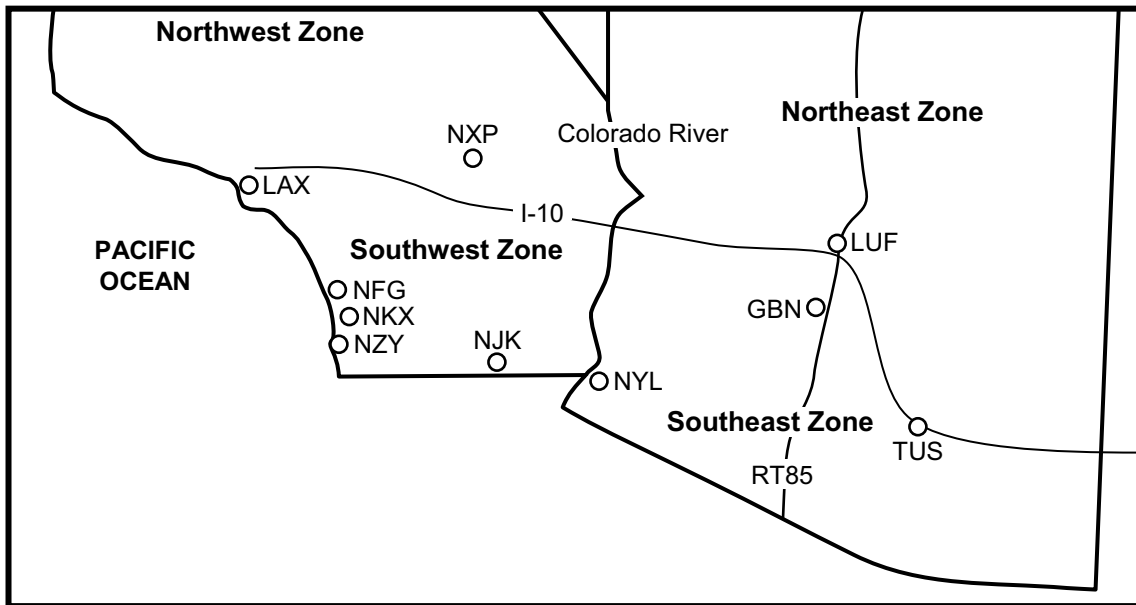 Northwest Zone
Northeast Zone
NXP
Colorado River
LAX
I-10
PACIFIC
OCEAN
Southwest Zone
LUF
NFG
GBN
NKX
NZY
NJK
NYL
Southeast Zone
TUS
RT85